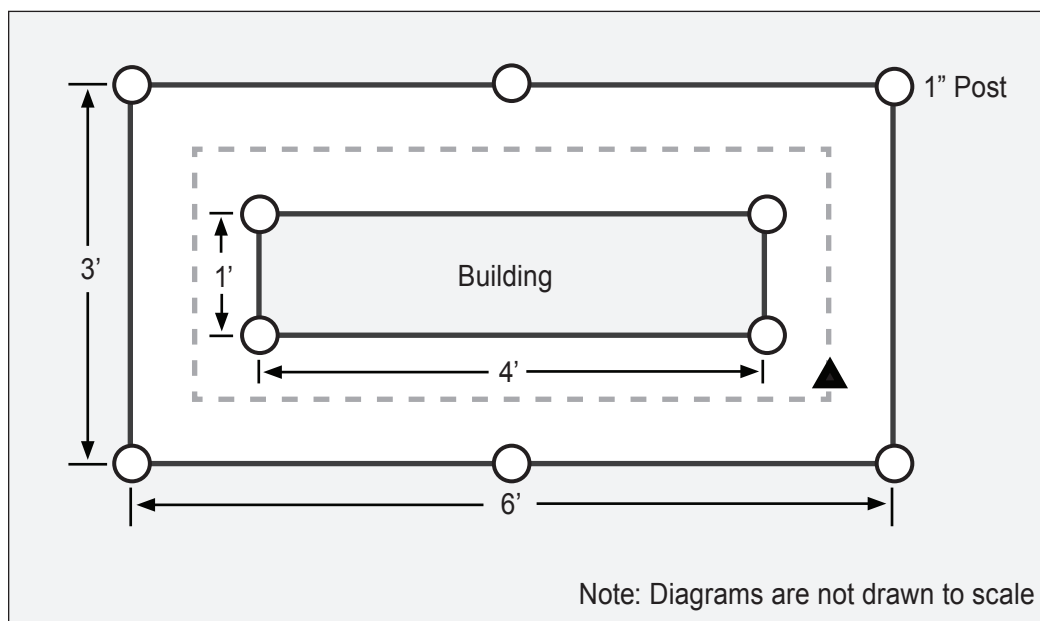 1” Post
3’
1’
Building
4’
6’
Note: Diagrams are not drawn to scale